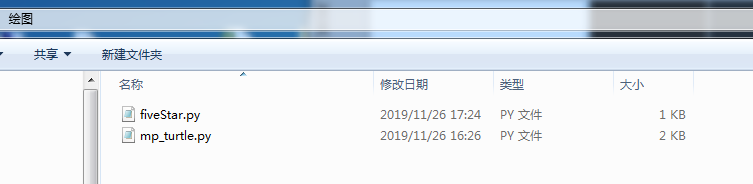 绘图
共享 新建文件夹
名称 修改日期 类型 大小
fiveStar.py 2019/11/26 17:24 PY 文件 1 KB
mp_turtle.py 2019/11/26 16:26 PY 文件 2 KB